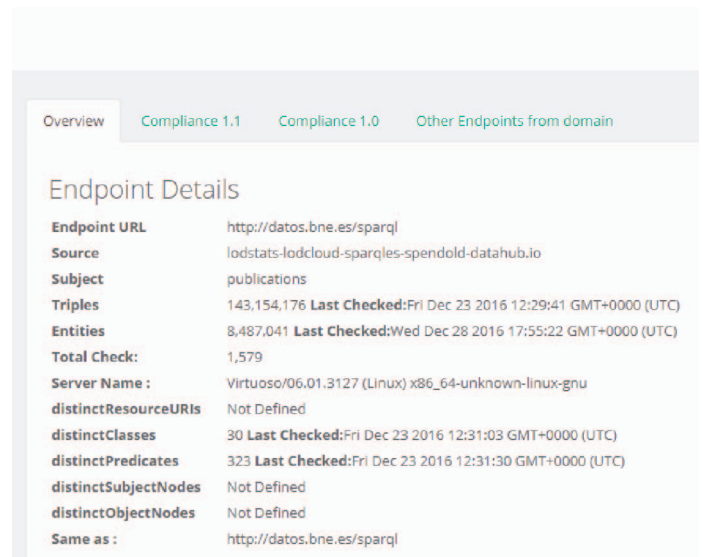 Overview Compliance 1.1 Compliance 1.0 Other Endpoints from domain
Endpoint Details
Endpoint URL http://datos.bne.es/sparql
Source lodstats-lodcloud-sparqles-spendold-datahub.io
Subject publications
Triples 143,154,176 Last Checked:Fri Dec 23 2016 12:29:41 GMT+0000 (UTC)
Entities 8,487,041 Last Checked:Wed Dec 28 2016 17:55:22 GMT+0000 (UTC)
Total Check: 1,579
Server Name : Virtuoso/06.01.3127 (Linux) x86_64-unknown-linux-gnu
distinctResourceURIs Not Defined
distinctClasses 30 Last Checked:Fri Dec 23 2016 12:31:03 GMT+0000 (UTC)
distinctPredicates 323 Last Checked:Fri Dec 23 2016 12:31:30 GMT+0000 (UTC)
distinctSubjectNodes Not Defined
distinctObjectNodes Not Defined
Same as : http://datos.bne.es/sparql